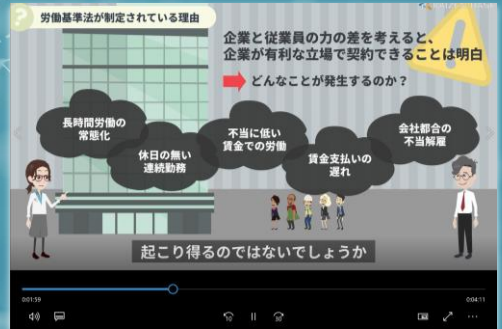 労働基準法が制定されている理由
企業と従業員の力の差を考えると、
企業が有利な立場で契約できることは明白
どんなことが発生するのか？
長時間労働の
常態化
休日の無い
連続勤務
不当に低い
賃金での労働
賃金支払いの
遅れ
会社都合の
不当解雇
起こり得るのではないでしょうか
0:01:59
0:04:11
10
30